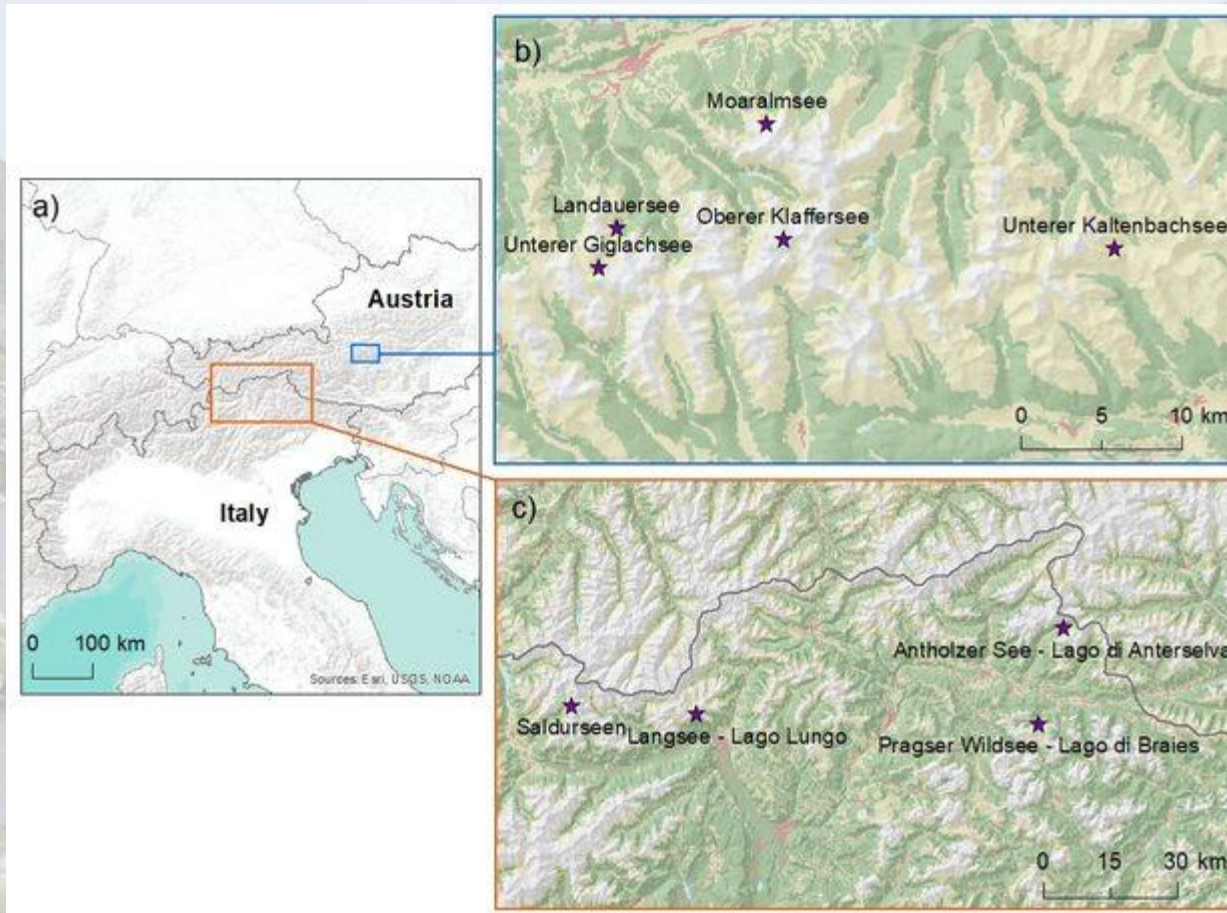 a)
Austria
Italy
0 100 km
Sources: Esri, USGS, NOAA
b)
Moaralmsee
Landauersee
Oberer Klaffersee
Unterer Kaltenbachsee
Unterer Giglachsee
0 5 10 km
c)
Antholzer See - Lago di Anterselva
Saldurseen
Langsee - Lago Lungo
Pragser Wildsee - Lago di Braies
0 15 30 km